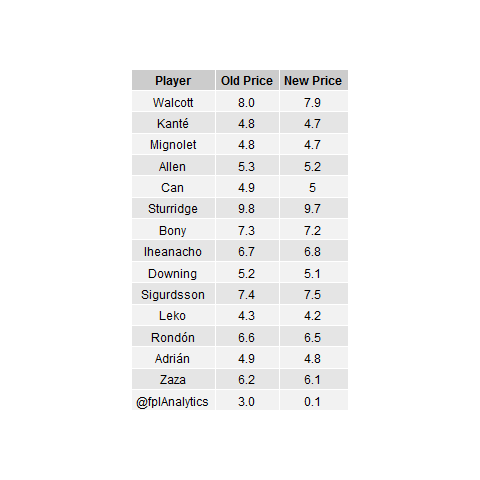 Player Old Price New Price
Walcott 8.0 7.9
Kanté 4.8 4.7
Mignolet 4.8 4.7
Allen 5.3 5.2
Can 4.9 5
Sturridge 9.8 9.7
Bony 7.3 7.2
Iheanacho 6.7 6.8
Downing 5.2 5.1
Sigurdsson 7.4 7.5
Leko 4.3 4.2
Rondón 6.6 6.5
Adrián 4.9 4.8
Zaza 6.2 6.1
@fplAnalytics 3.0 0.1